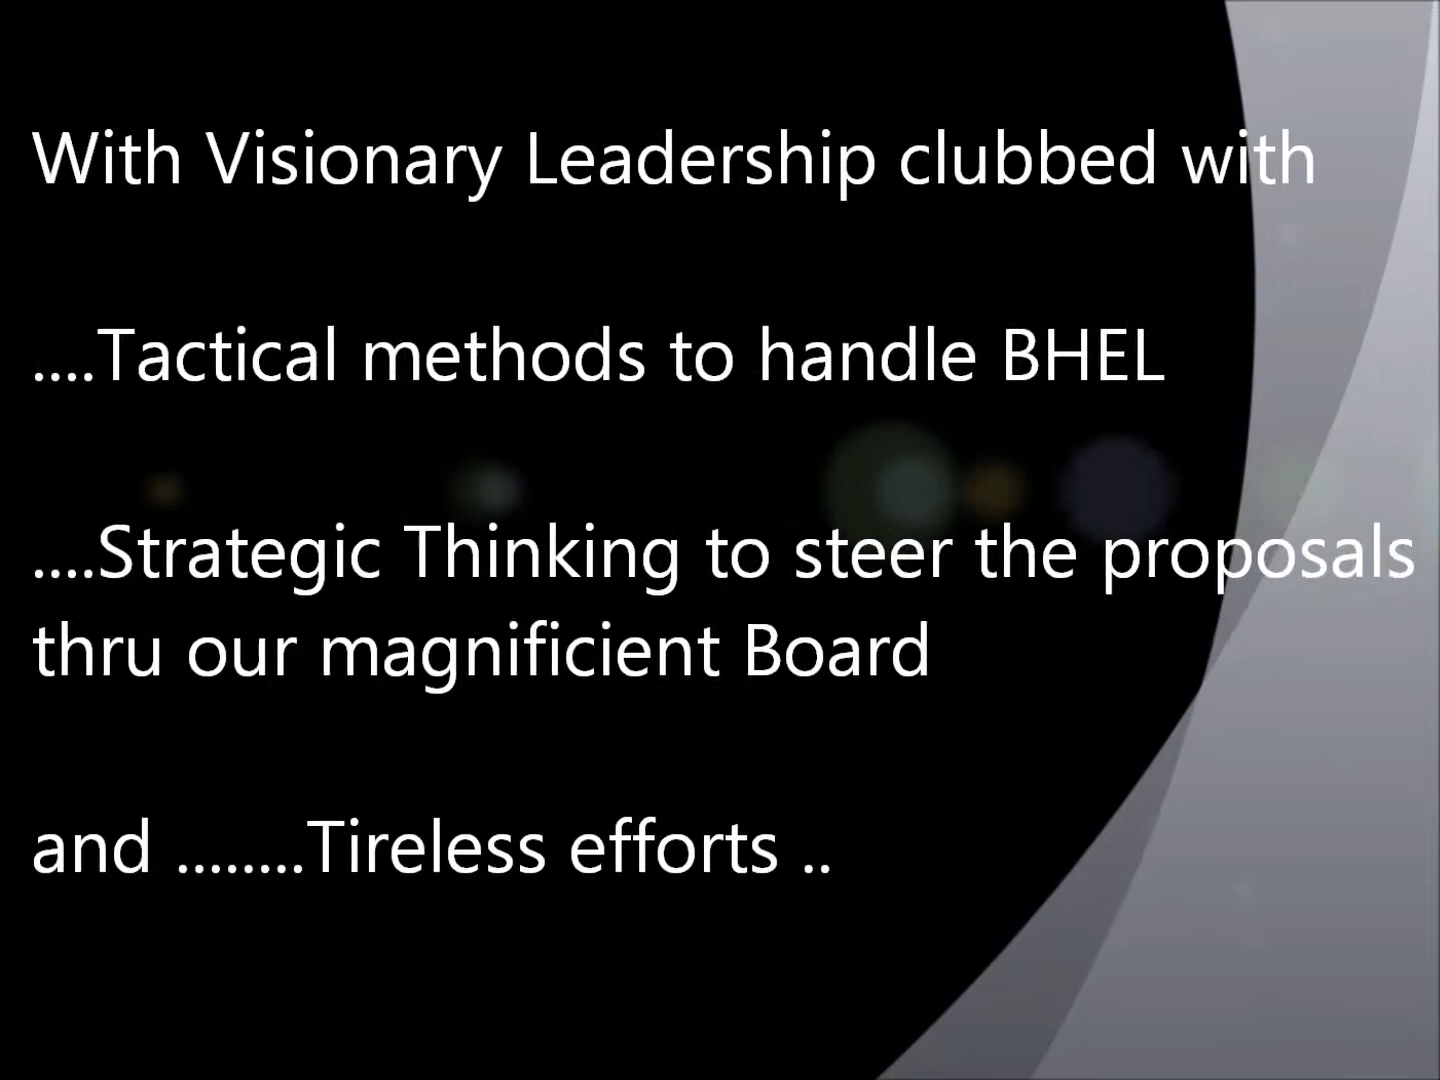 With Visionary Leadership clubbed with
....Tactical methods to handle BHEL
....Strategic Thinking to steer the proposals
thru our magnificient Board
and ........Tireless efforts ..